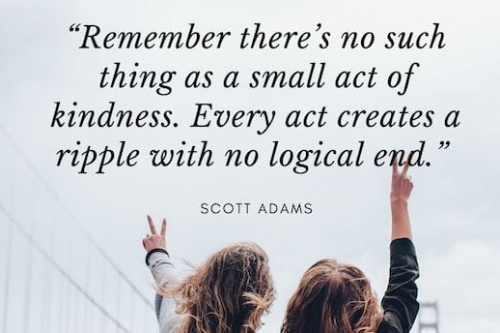 “Remember there’s no such
thing as a small act of
kindness. Every act creates a
ripple with no logical end.”
SCOTT ADAMS